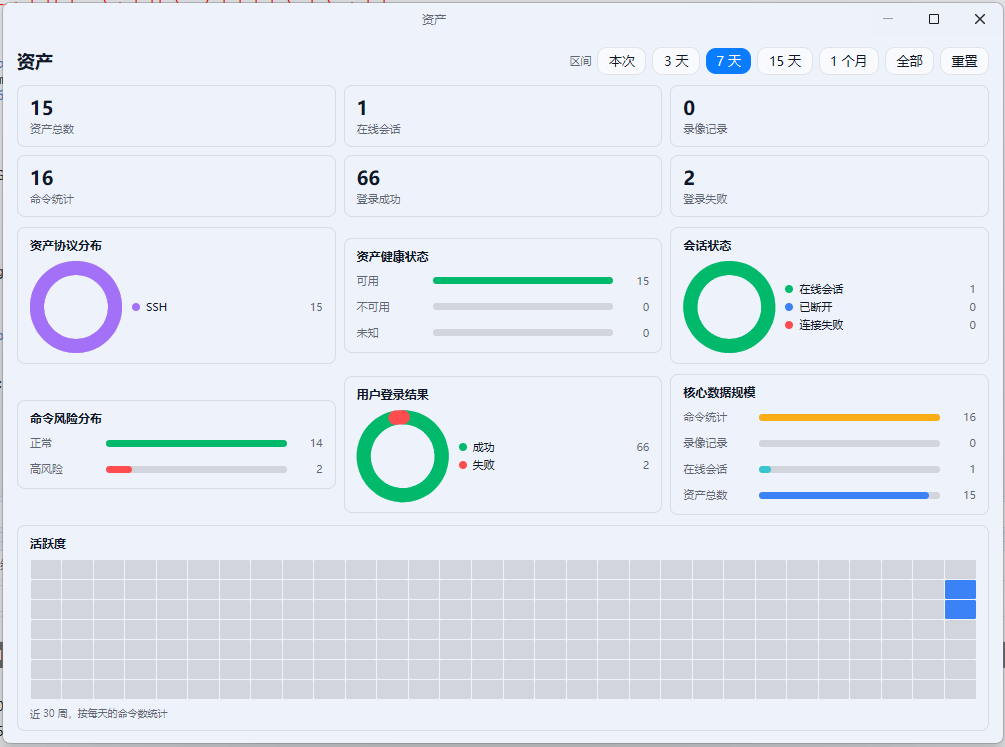 资产
资产
区间 本次 3 天 7 天 15 天 1 个月 全部 重置
15
资产总数
1
在线会话
0
录像记录
16
命令统计
66
登录成功
2
登录失败
资产协议分布
SSH 15
资产健康状态
可用 15
不可用 0
未知 0
会话状态
在线会话 1
已断开 0
连接失败 0
命令风险分布
正常 14
高风险 2
用户登录结果
成功 66
失败 2
核心数据规模
命令统计 16
录像记录 0
在线会话 1
资产总数 15
活跃度
近 30 周，按每天的命令数统计